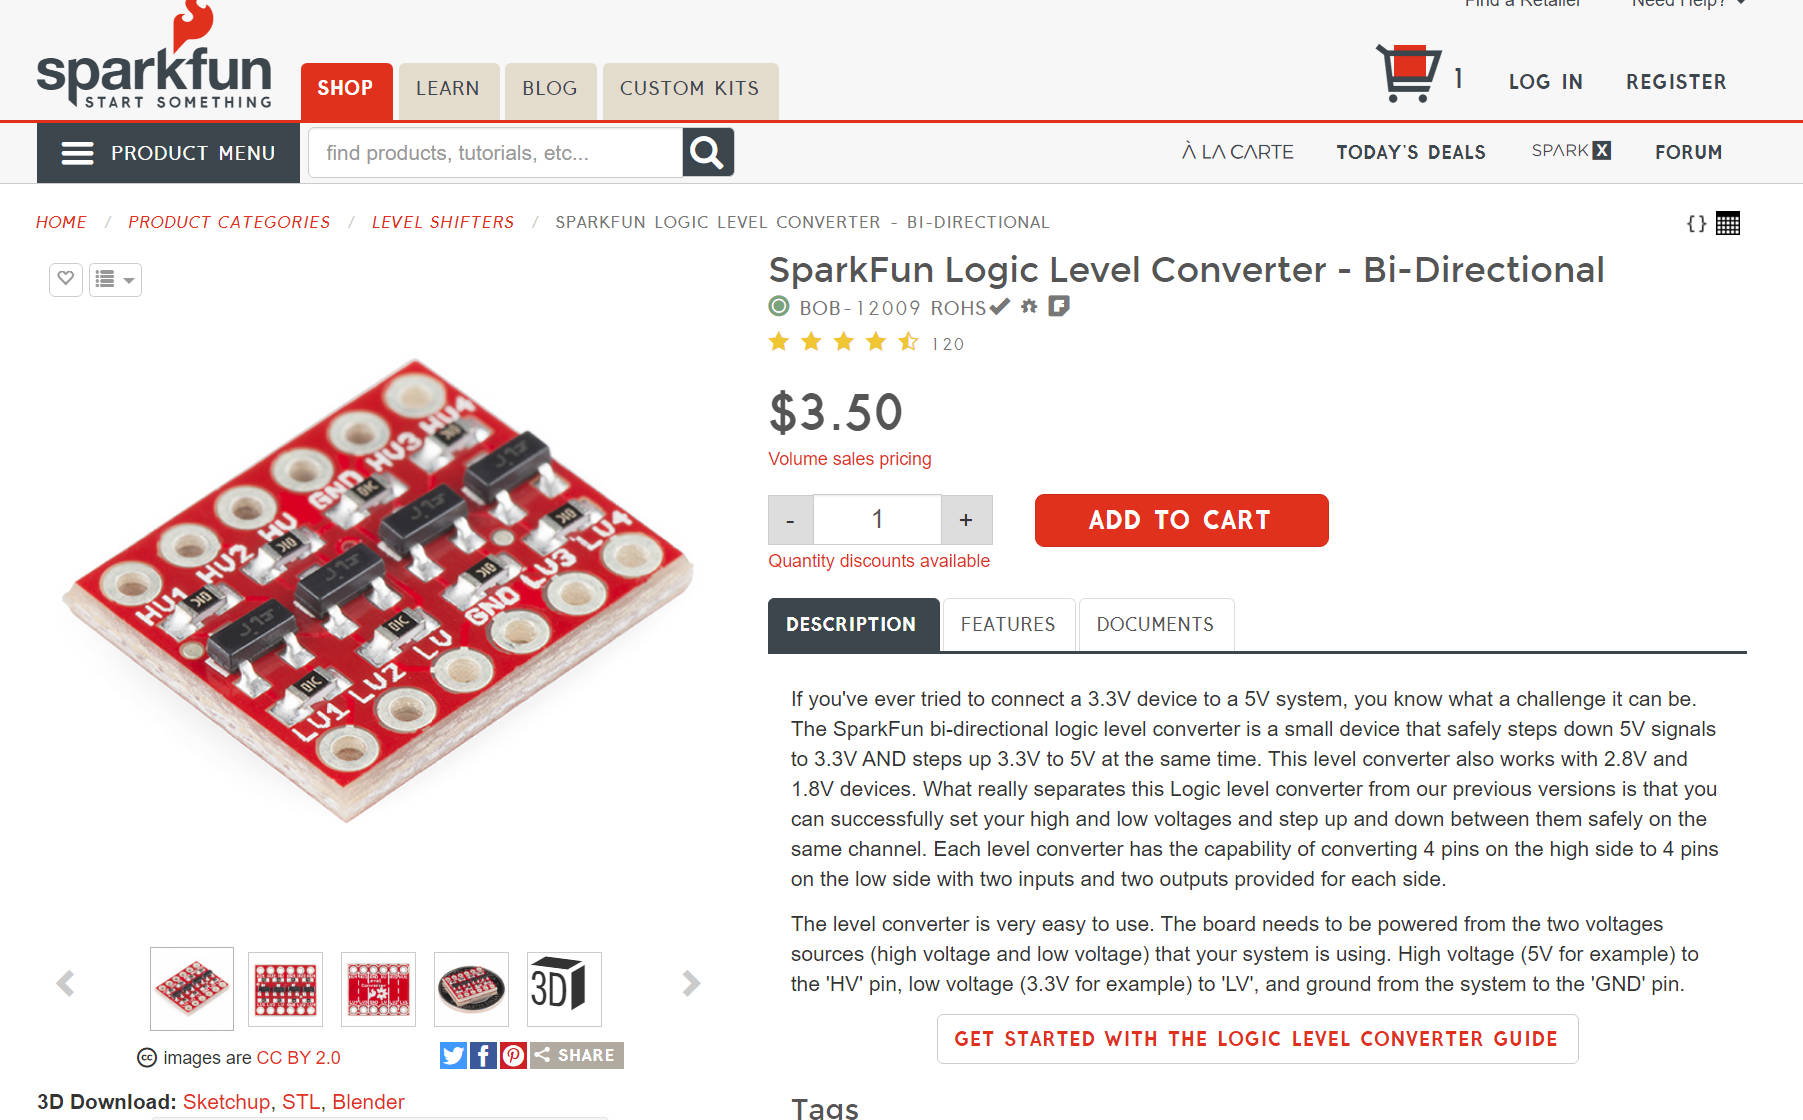 Find a Retailer Need Help?
sparkfun
START SOMETHING
SHOP LEARN BLOG CUSTOM KITS
1 LOG IN REGISTER
PRODUCT MENU find products, tutorials, etc... À LA CARTE TODAY'S DEALS SPARK X FORUM
HOME / PRODUCT CATEGORIES / LEVEL SHIFTERS / SPARKFUN LOGIC LEVEL CONVERTER - BI-DIRECTIONAL {}
SparkFun Logic Level Converter - Bi-Directional
BOB-12009 ROHS
120
$3.50
Volume sales pricing
- 1 + ADD TO CART
Quantity discounts available
DESCRIPTION FEATURES DOCUMENTS
If you've ever tried to connect a 3.3V device to a 5V system, you know what a challenge it can be.
The SparkFun bi-directional logic level converter is a small device that safely steps down 5V signals
to 3.3V AND steps up 3.3V to 5V at the same time. This level converter also works with 2.8V and
1.8V devices. What really separates this Logic level converter from our previous versions is that you
can successfully set your high and low voltages and step up and down between them safely on the
same channel. Each level converter has the capability of converting 4 pins on the high side to 4 pins
on the low side with two inputs and two outputs provided for each side.
The level converter is very easy to use. The board needs to be powered from the two voltages
sources (high voltage and low voltage) that your system is using. High voltage (5V for example) to
the 'HV' pin, low voltage (3.3V for example) to 'LV', and ground from the system to the 'GND' pin.
GET STARTED WITH THE LOGIC LEVEL CONVERTER GUIDE
Tags
HV1 HV2 HV GND HV3 HV4
LV1 LV2 LV GND LV3 LV4
3D
cc images are CC BY 2.0
SHARE
3D Download: Sketchup, STL, Blender